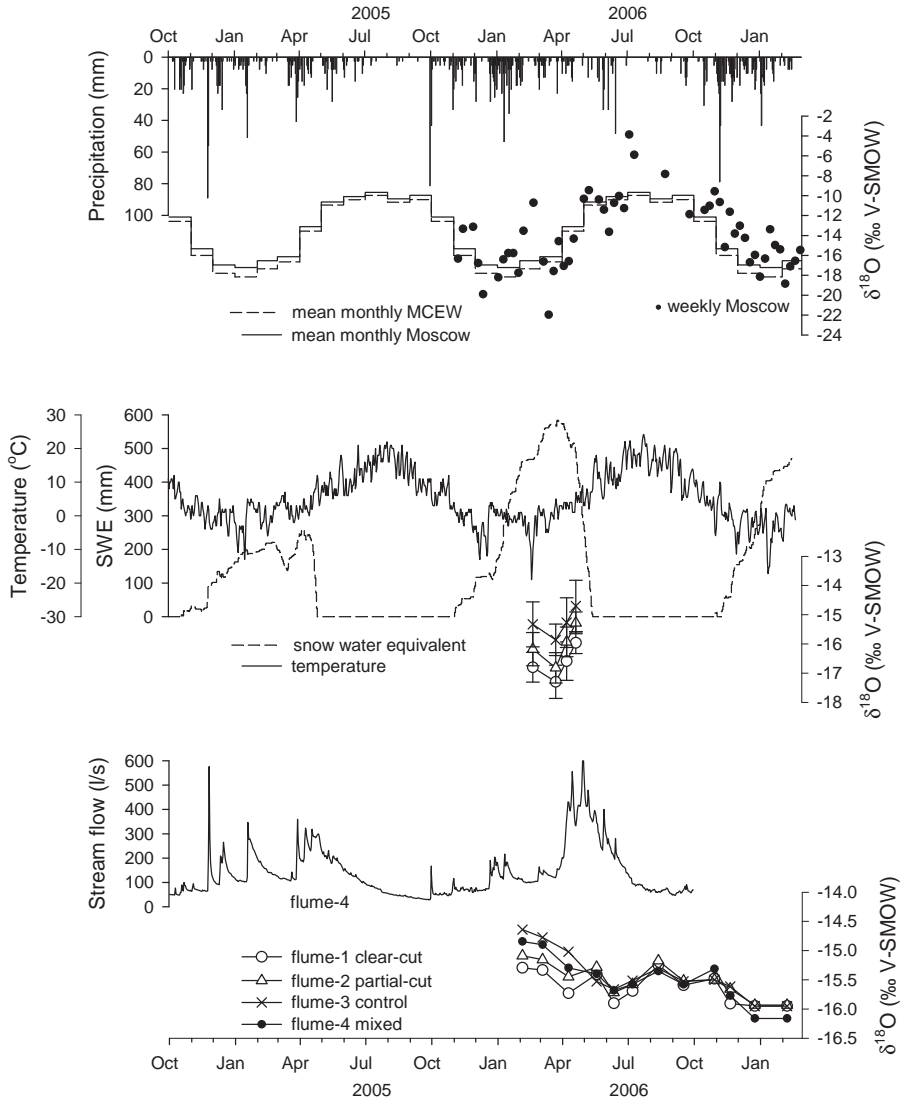 2005 2006
Oct Jan Apr Jul Oct Jan Apr Jul Oct Jan
0
20
40
60
80
100
Precipitation (mm)
-2
-4
-6
-8
-10
-12
-14
-16
-18
-20
-22
-24
δ18O (‰ V-SMOW)
mean monthly MCEW
mean monthly Moscow
weekly Moscow
30
20
10
0
-10
-20
-30
Temperature (oC)
600
500
400
300
200
100
0
SWE (mm)
-13
-14
-15
-16
-17
-18
δ18O (‰ V-SMOW)
snow water equivalent
temperature
600
500
400
300
200
100
0
Stream flow (l/s)
flume-4
-14.0
-14.5
-15.0
-15.5
-16.0
-16.5
δ18O (‰ V-SMOW)
flume-1 clear-cut
flume-2 partial-cut
flume-3 control
flume-4 mixed
Oct Jan Apr Jul Oct Jan Apr Jul Oct Jan
2005 2006